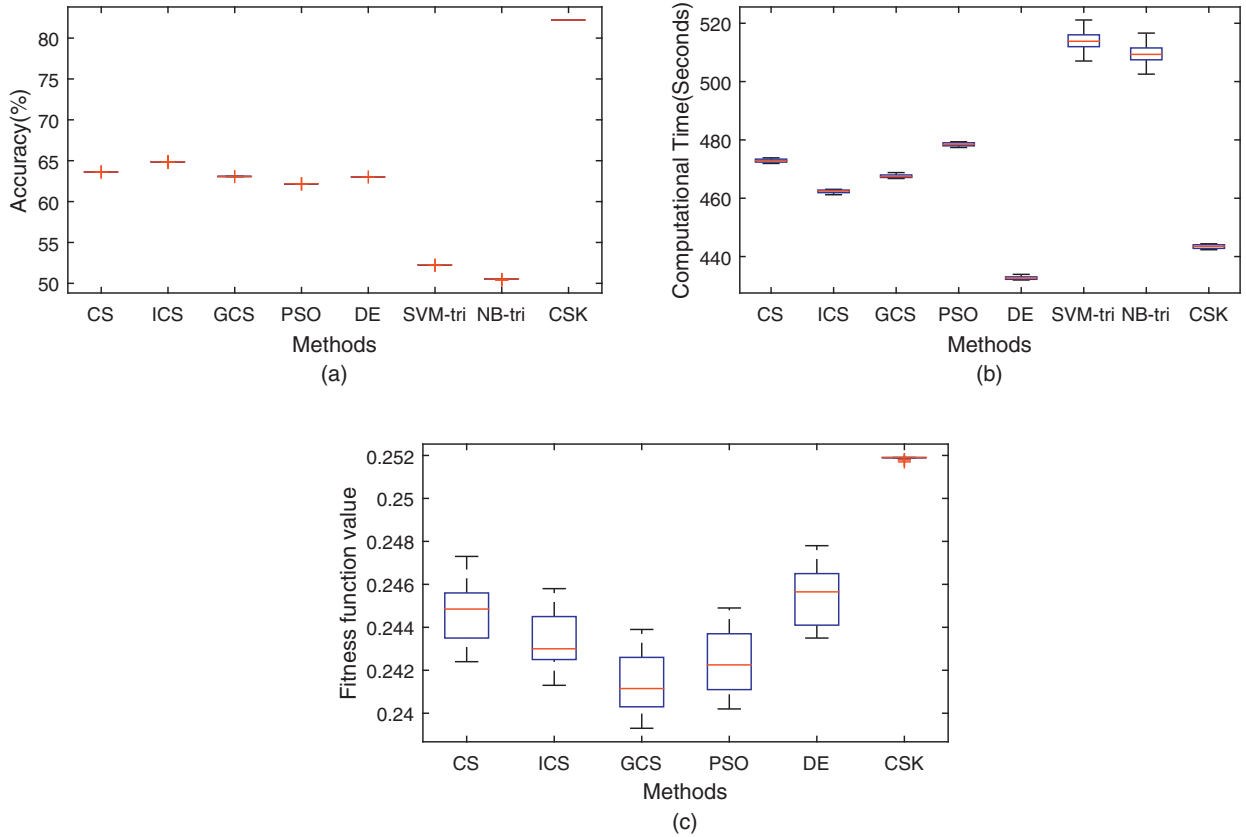 Accuracy(%)
80
75
70
65
60
55
50
CS ICS GCS PSO DE SVM-tri NB-tri CSK
Methods
(a)
Computational Time(Seconds)
520
500
480
460
440
CS ICS GCS PSO DE SVM-tri NB-tri CSK
Methods
(b)
Fitness function value
0.252
0.25
0.248
0.246
0.244
0.242
0.24
CS ICS GCS PSO DE CSK
Methods
(c)